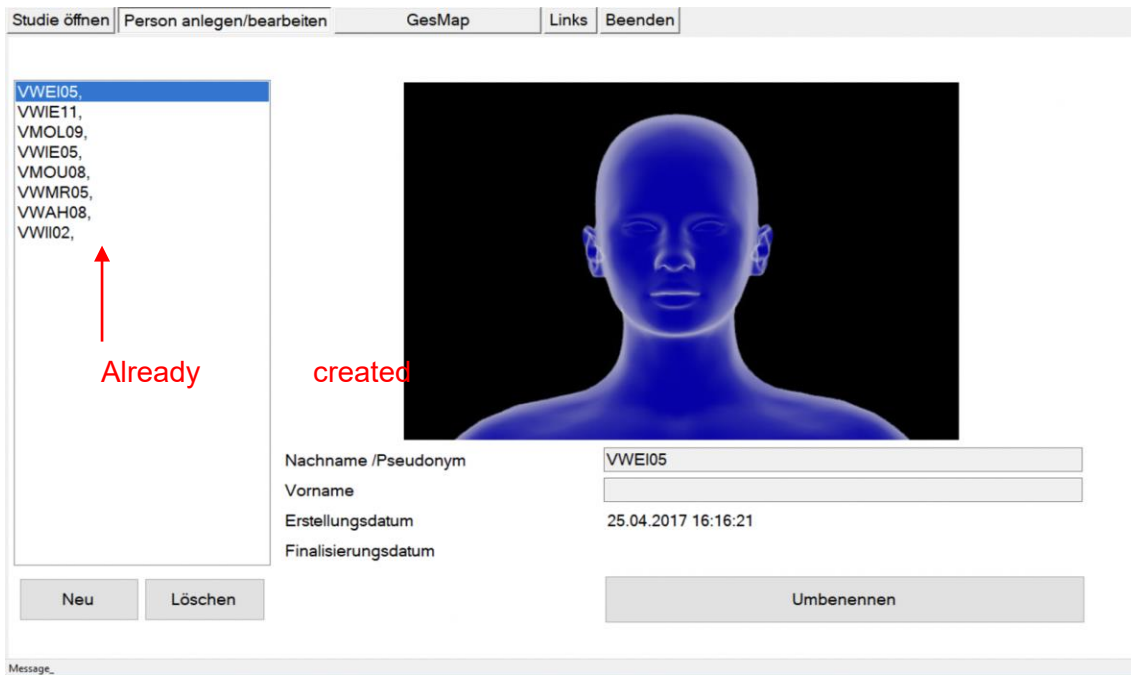 Studie öffnen Person anlegen/bearbeiten GesMap Links Beenden
VWEI05,
VWIE11,
VMOL09,
VWIE05,
VMOU08,
VWMR05,
VWAH08,
VWII02,
Already created
Nachname /Pseudonym VWEI05
Vorname
Erstellungsdatum 25.04.2017 16:16:21
Finalisierungsdatum
Neu Löschen Umbenennen
Message_